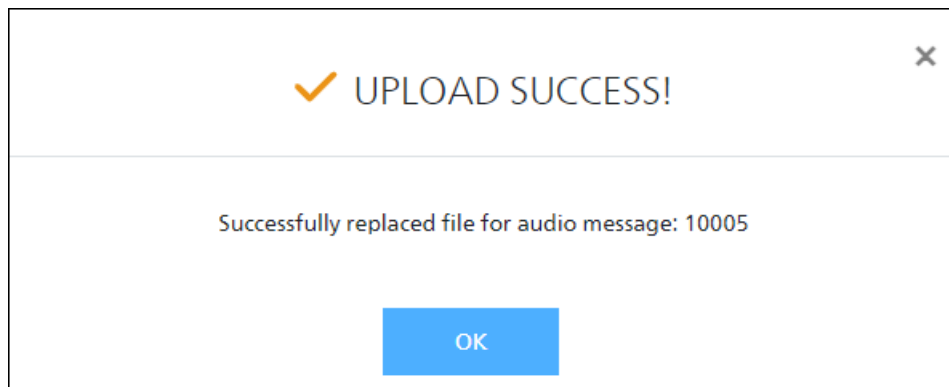 UPLOAD SUCCESS!
Successfully replaced file for audio message: 10005
OK